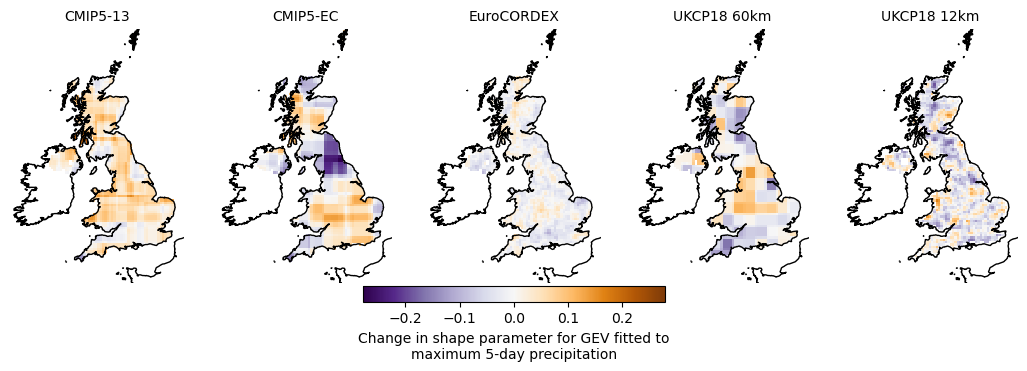 CMIP5-13
CMIP5-EC
EuroCORDEX
UKCP18 60km
UKCP18 12km
−0.2
−0.1
0.0
0.1
0.2
Change in shape parameter for GEV fitted to
maximum 5-day precipitation